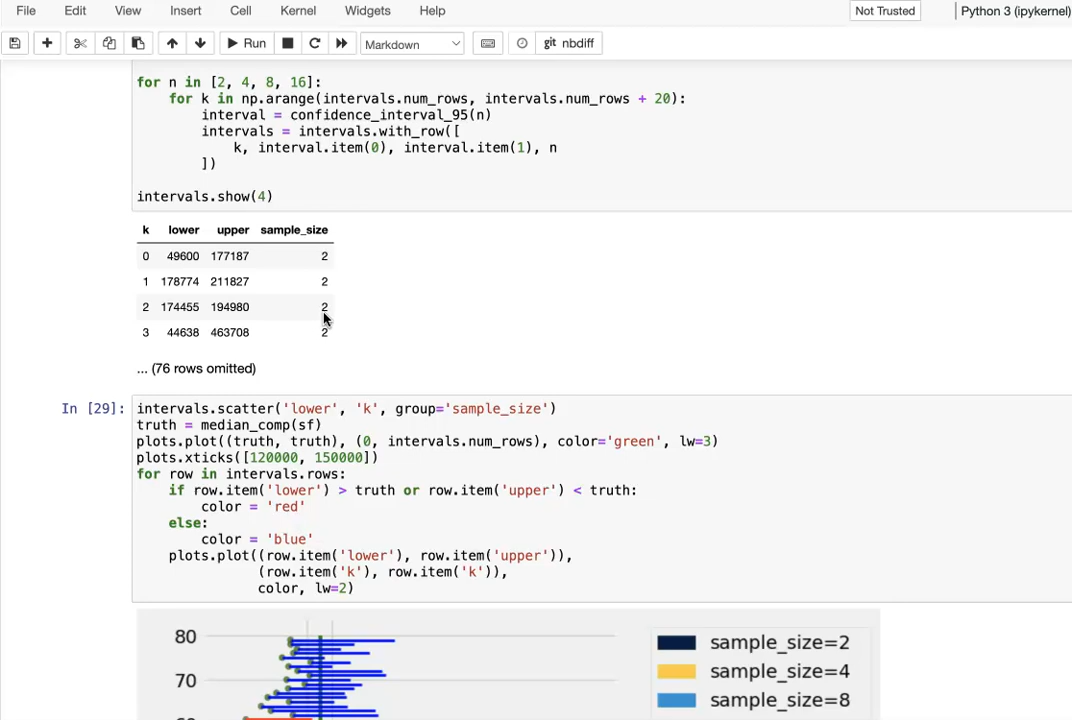 File Edit View Insert Cell Kernel Widgets Help Not Trusted Python 3 (ipykernel)
Run Markdown git nbdiff
for n in [2, 4, 8, 16]:
    for k in np.arange(intervals.num_rows, intervals.num_rows + 20):
        interval = confidence_interval_95(n)
        intervals = intervals.with_row([
            k, interval.item(0), interval.item(1), n
        ])
intervals.show(4)
k lower upper sample_size
0 49600 177187 2
1 178774 211827 2
2 174455 194980 2
3 44638 463708 2
... (76 rows omitted)
In [29]: intervals.scatter('lower', 'k', group='sample_size')
truth = median_comp(sf)
plots.plot((truth, truth), (0, intervals.num_rows), color='green', lw=3)
plots.xticks([120000, 150000])
for row in intervals.rows:
    if row.item('lower') > truth or row.item('upper') < truth:
        color = 'red'
    else:
        color = 'blue'
    plots.plot((row.item('lower'), row.item('upper')),
               (row.item('k'), row.item('k')),
               color, lw=2)
80 sample_size=2
sample_size=4
70
sample_size=8